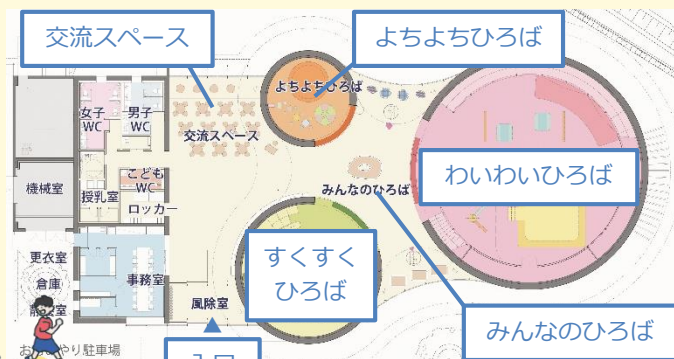 交流スペース
よちよちひろば
よちよちひろば
女子
WC
男子
WC
交流スペース
こども
WC
機械室
授乳室
ロッカー
みんなのひろば
わいわいひろば
すくすく
ひろば
更衣室
倉庫
事務室
風除室
みんなのひろば
入口